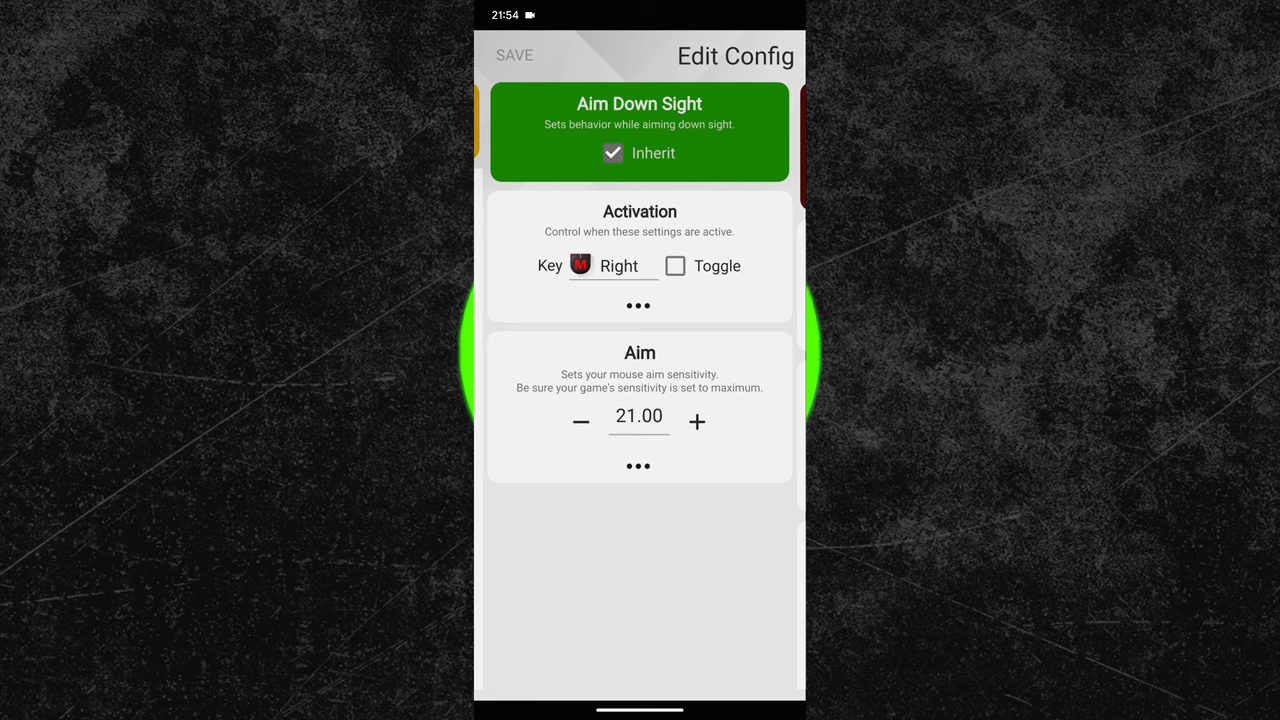 21:54
SAVE
Edit Config
Aim Down Sight
Sets behavior while aiming down sight.
Inherit
Activation
Control when these settings are active.
Key M Right Toggle
•••
Aim
Sets your mouse aim sensitivity.
Be sure your game's sensitivity is set to maximum.
− 21.00 +
•••